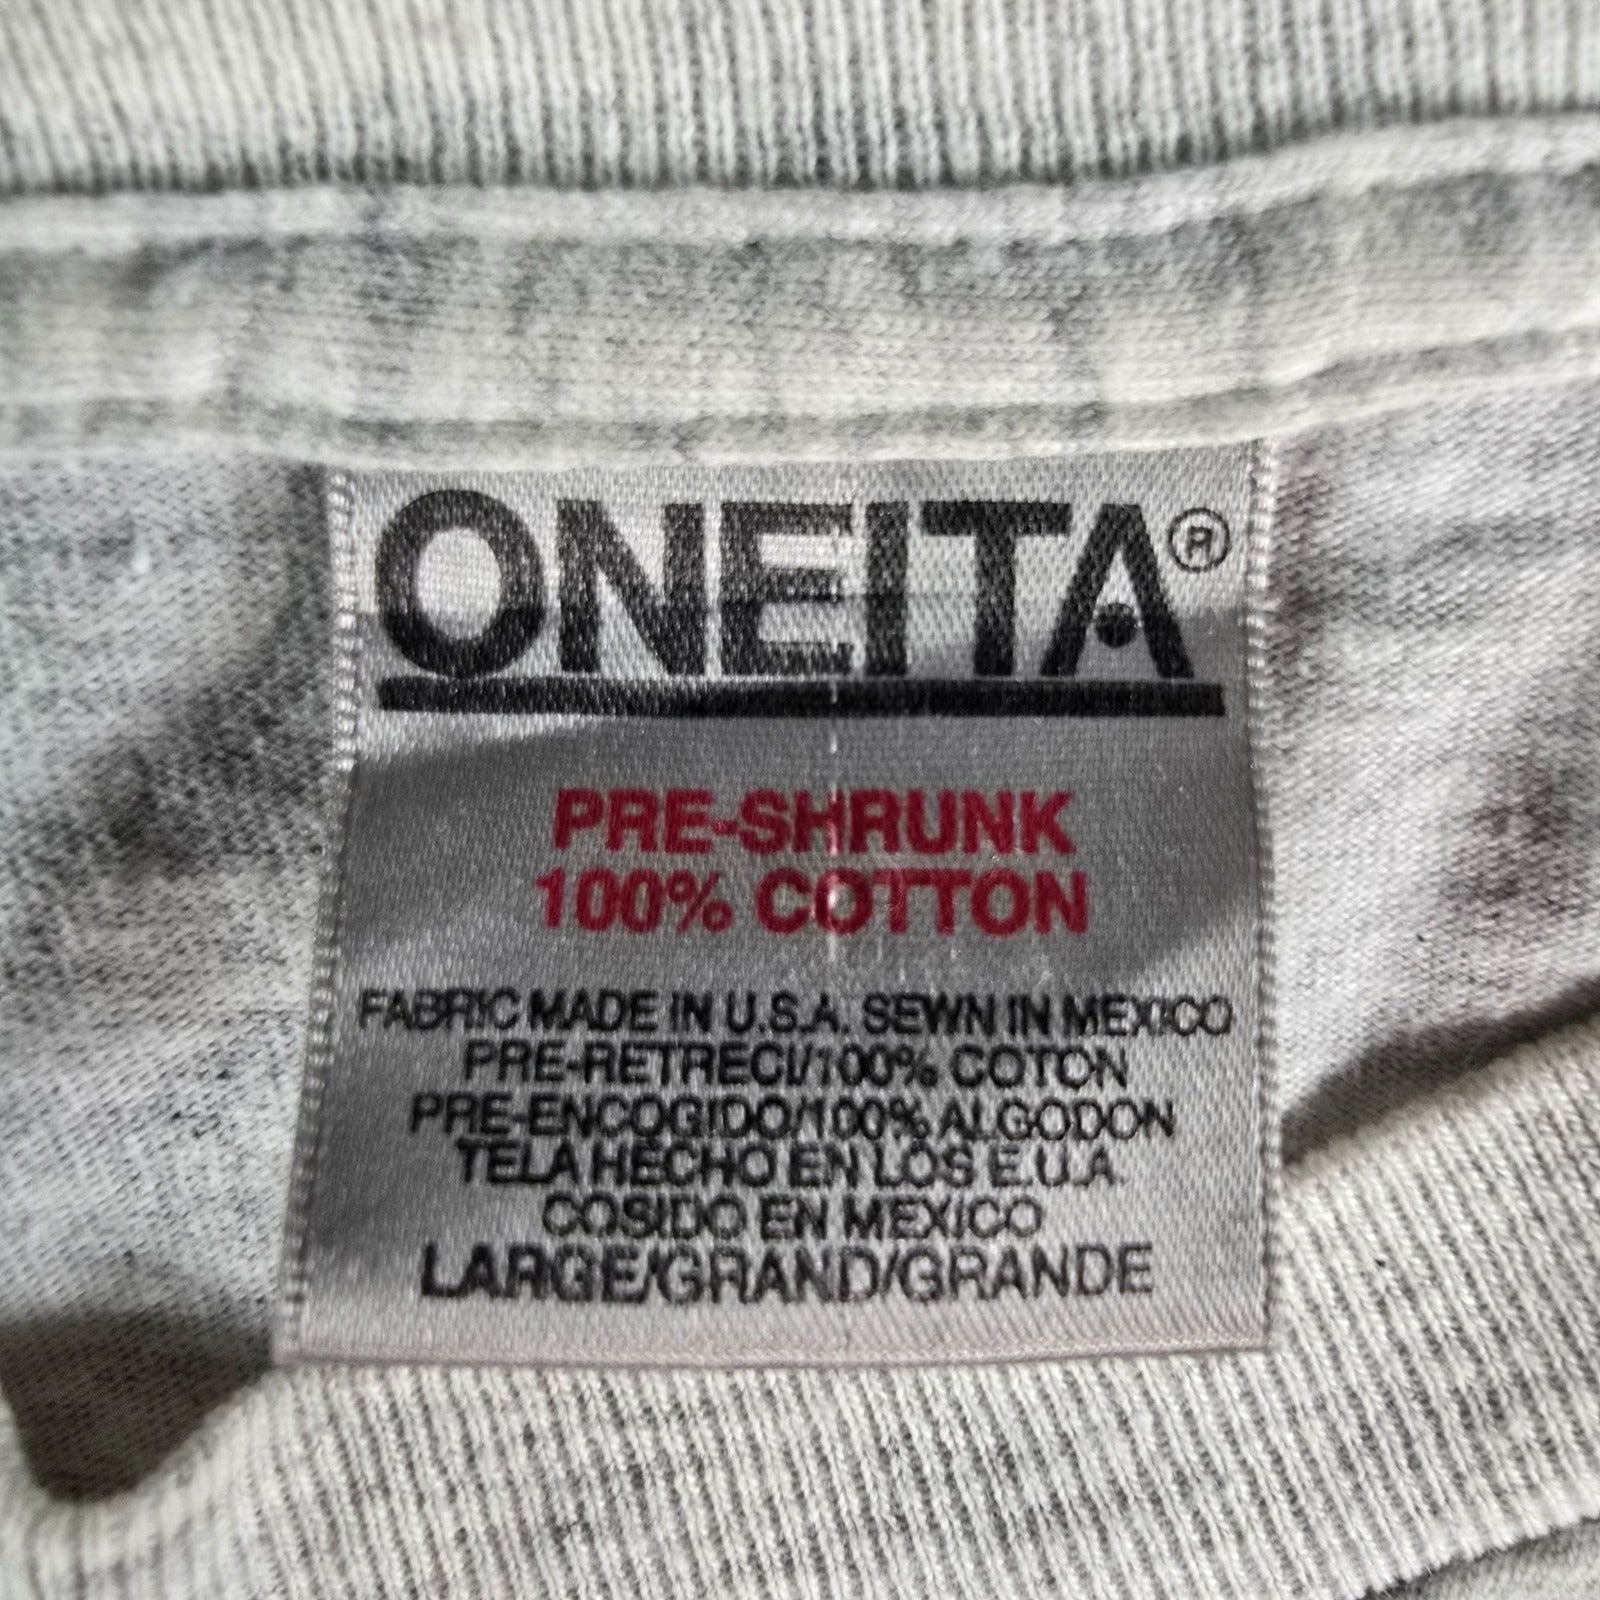 ONEITA®
PRE-SHRUNK
100% COTTON
FABRIC MADE IN U.S.A. SEWN IN MEXICO
PRE-RETRECI/100% COTON
PRE-ENCOGIDO/100% ALGODON
TELA HECHO EN LOS E.U.A
COSIDO EN MEXICO
LARGE/GRAND/GRANDE